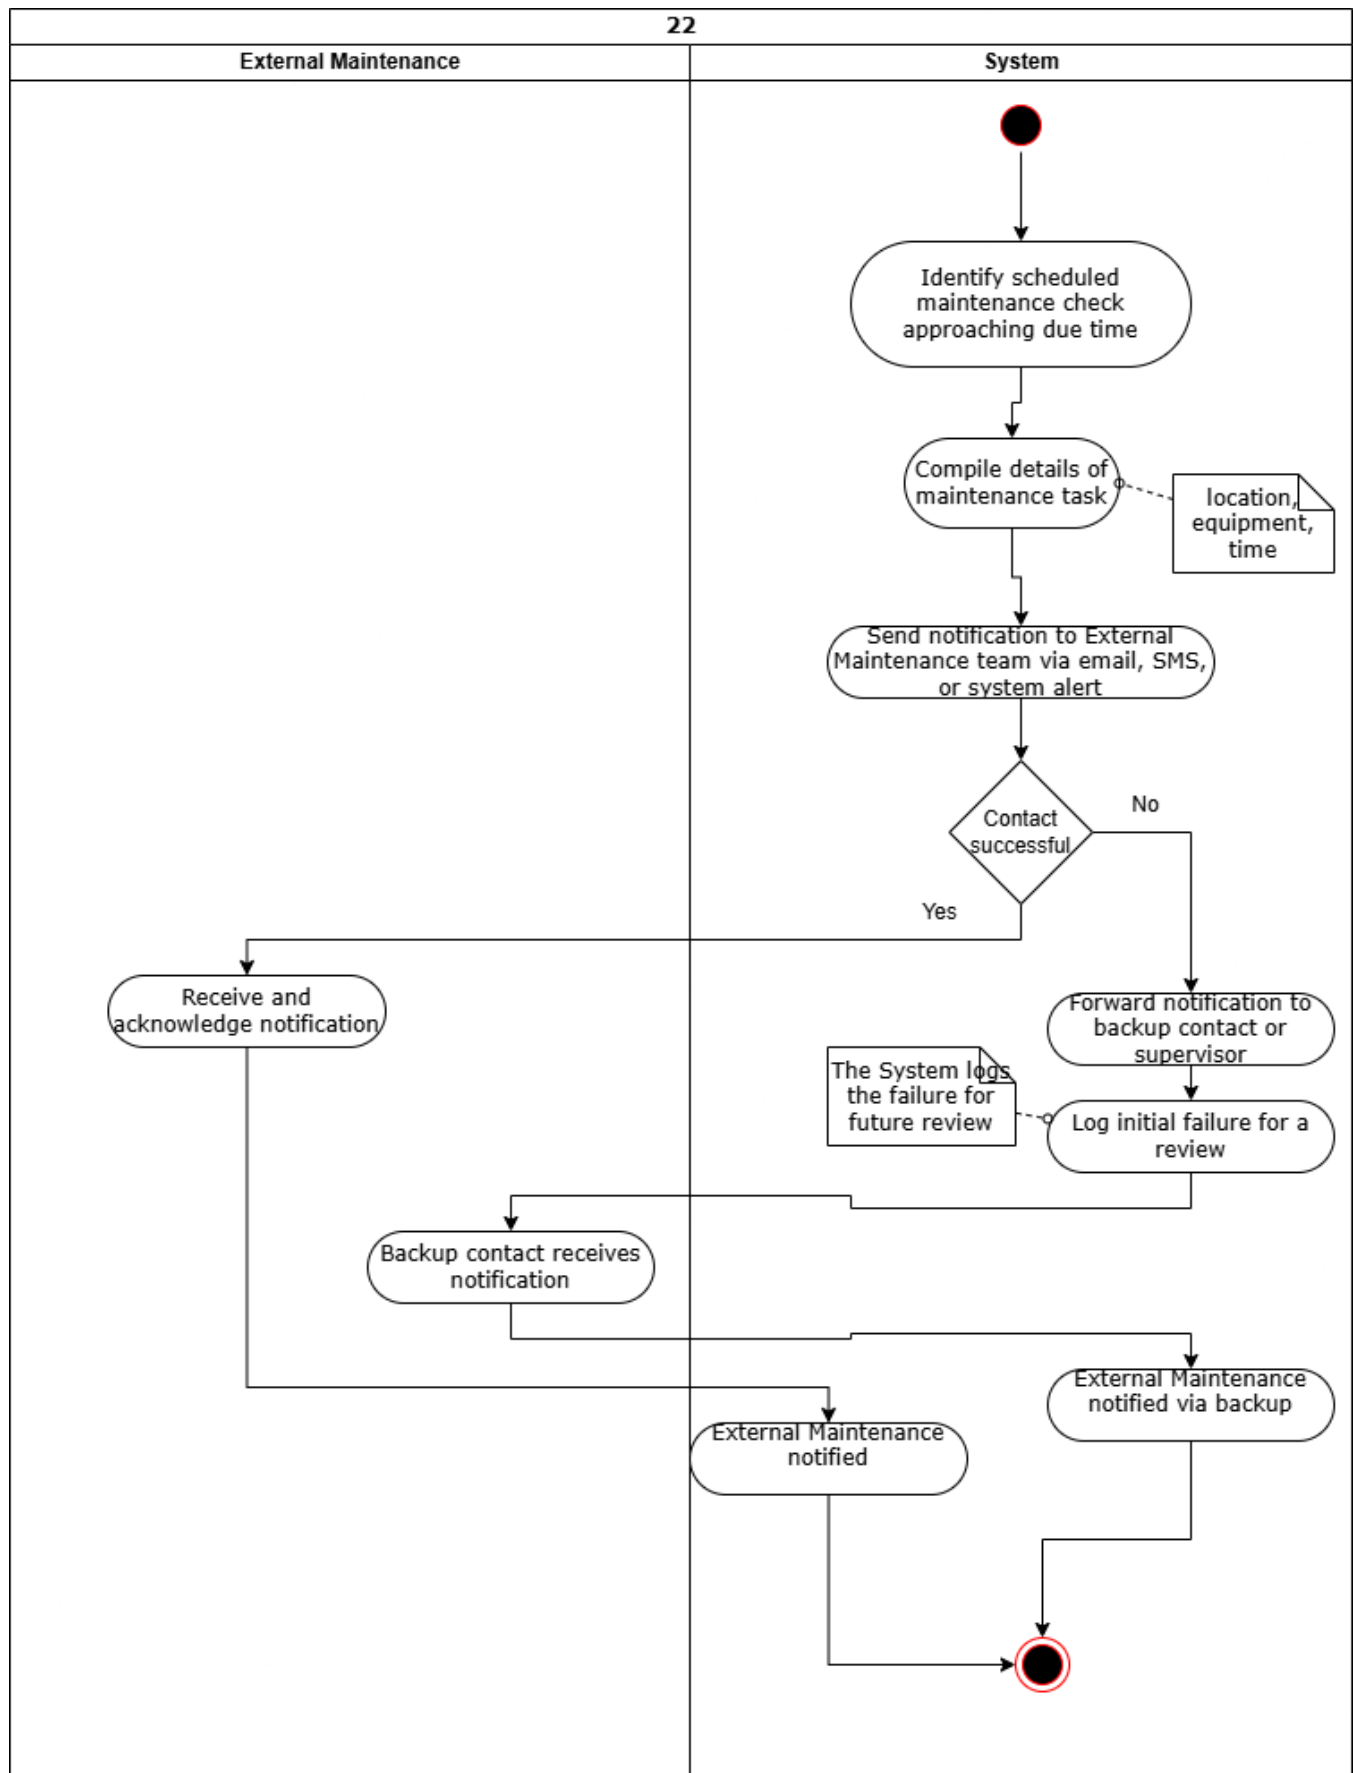 22
External Maintenance
System
Identify scheduled
maintenance check
approaching due time
Compile details of
maintenance task
location,
equipment,
time
Send notification to External
Maintenance team via email, SMS,
or system alert
Contact
successful
No
Yes
Receive and
acknowledge notification
Forward notification to
backup contact or
supervisor
The System logs
the failure for
future review
Log initial failure for a
review
Backup contact receives
notification
External Maintenance
notified via backup
External Maintenance
notified